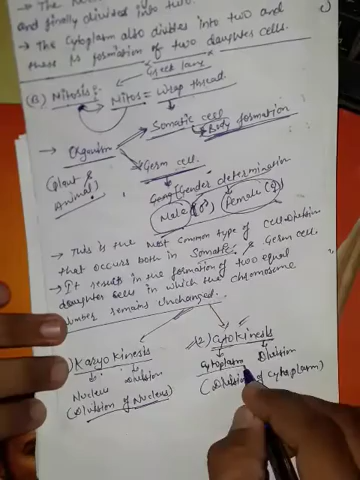 and finally divided into two.
→ The Cytoplasm also divides into two and
there is formation of two daughter cells.
Greek
(B) Mitosis:- Mitos = Wrap thread.
Somatic cell
Body formation
→ Organism
Germ cell.
(Plant &
Animal)
Gender determination
Male (♂) Female (♀)
→ This is the most common type of cell division
that occurs both in Somatic & Germ cell.
→ It results in the formation of two equal
daughter cells in which the chromosome
number remains unchanged.
) Karyokinesis (2) Cytokinesis
Nucleus Division Cytoplasm Division
(Division of Nucleus) (Division of Cytoplasm)